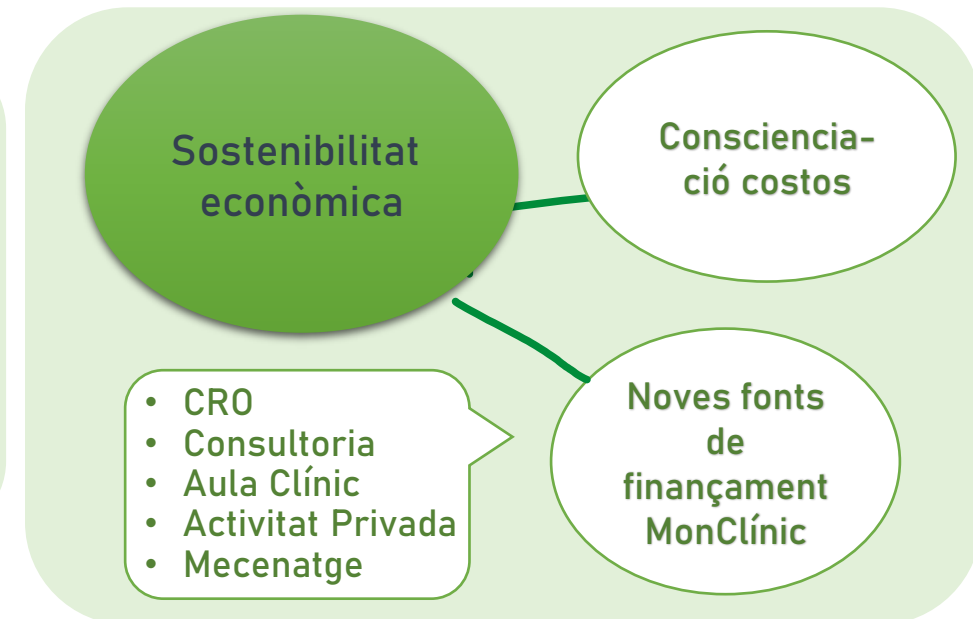 Sostenibilitat
econòmica
Consciencia-
ció costos
• CRO
• Consultoria
• Aula Clínic
• Activitat Privada
• Mecenatge
Noves fonts
de
finançament
MonClínic